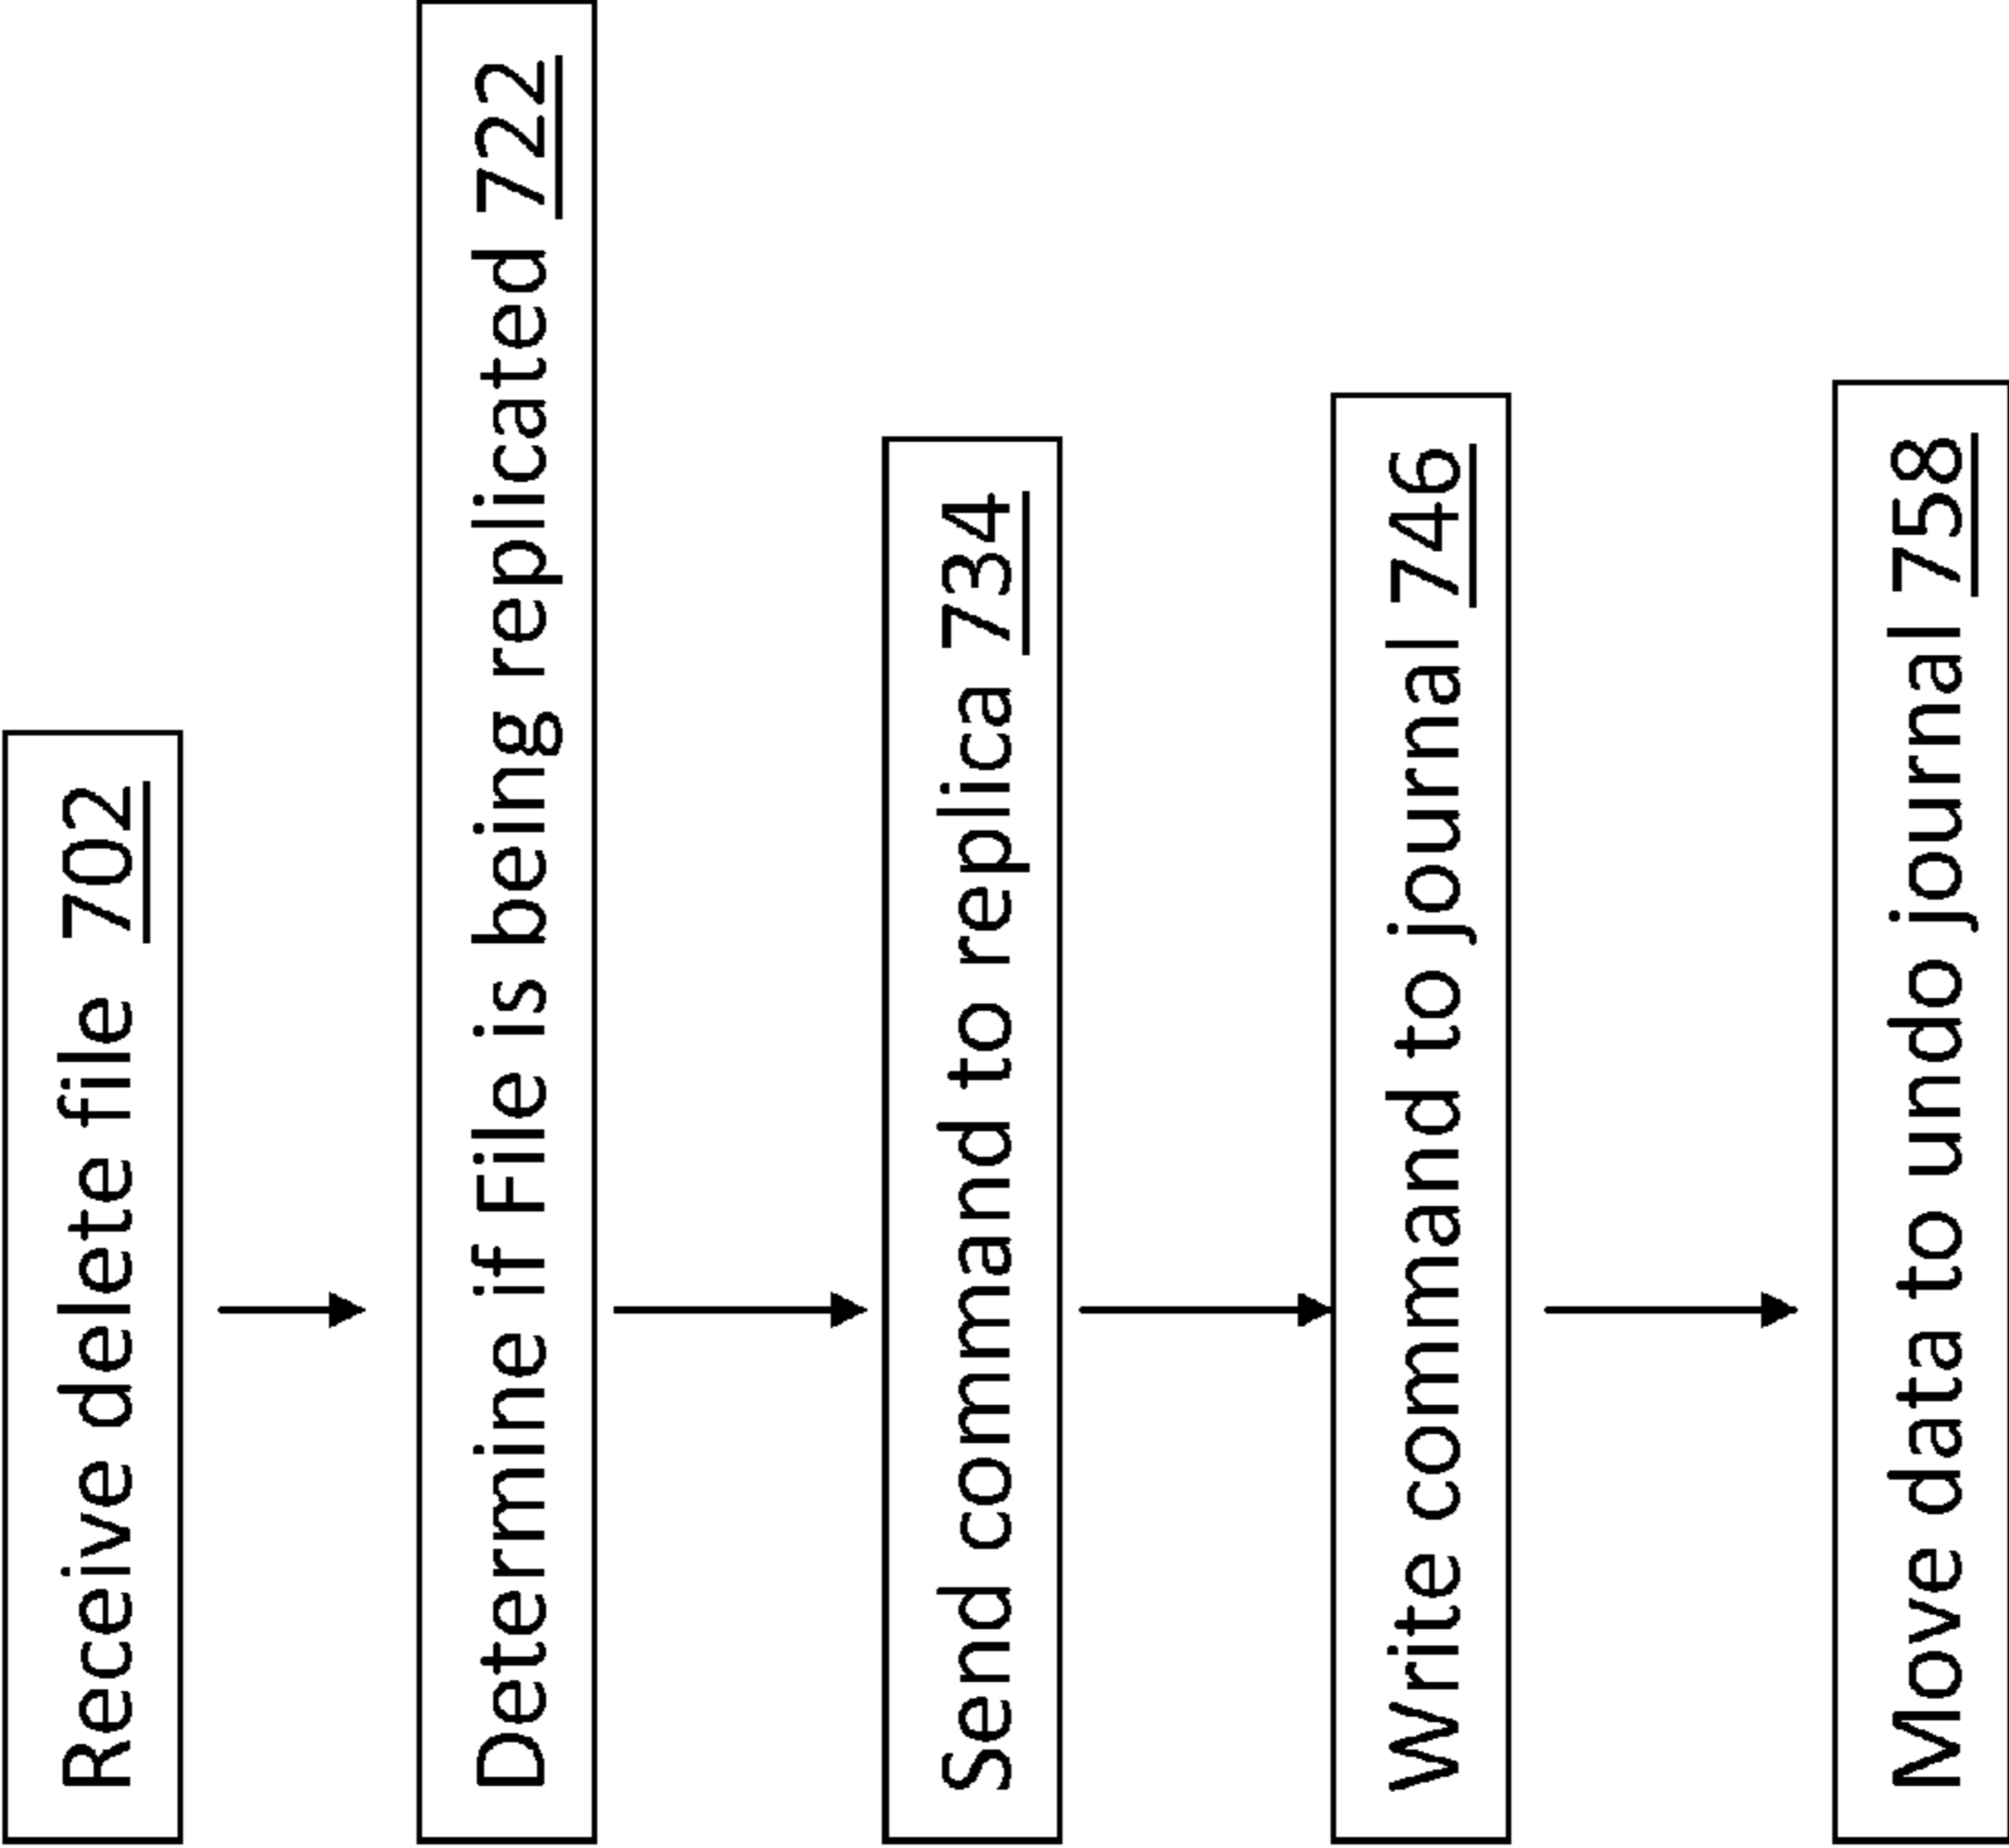 Receive delete file 702
Determine if File is being replicated 722
Send command to replica 734
Write command to journal 746
Move data to undo journal 758